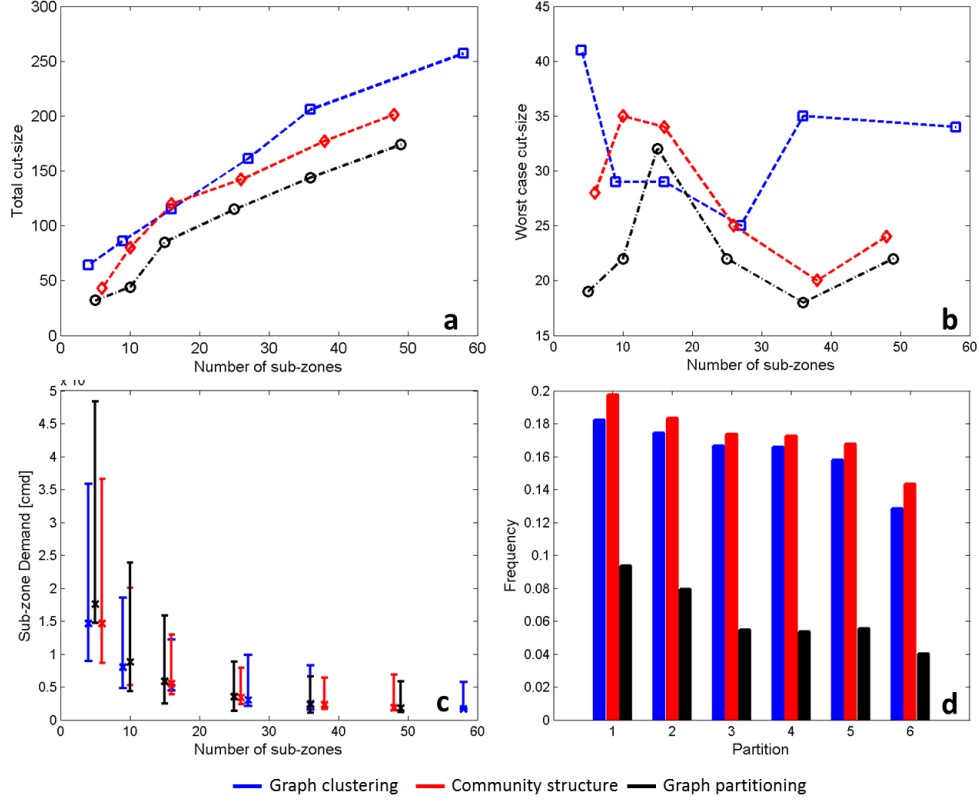 300
250
200
150
100
50
0
Total cut-size
0 10 20 30 40 50 60
Number of sub-zones
a
45
40
35
30
25
20
15
Worst case cut-size
0 10 20 30 40 50 60
Number of sub-zones
b
x 10
5
4.5
4
3.5
3
2.5
2
1.5
1
0.5
0
Sub-zone Demand [cmd]
0 10 20 30 40 50 60
Number of sub-zones
c
0.2
0.18
0.16
0.14
0.12
0.1
0.08
0.06
0.04
0.02
0
Frequency
1 2 3 4 5 6
Partition
d
Graph clustering Community structure Graph partitioning